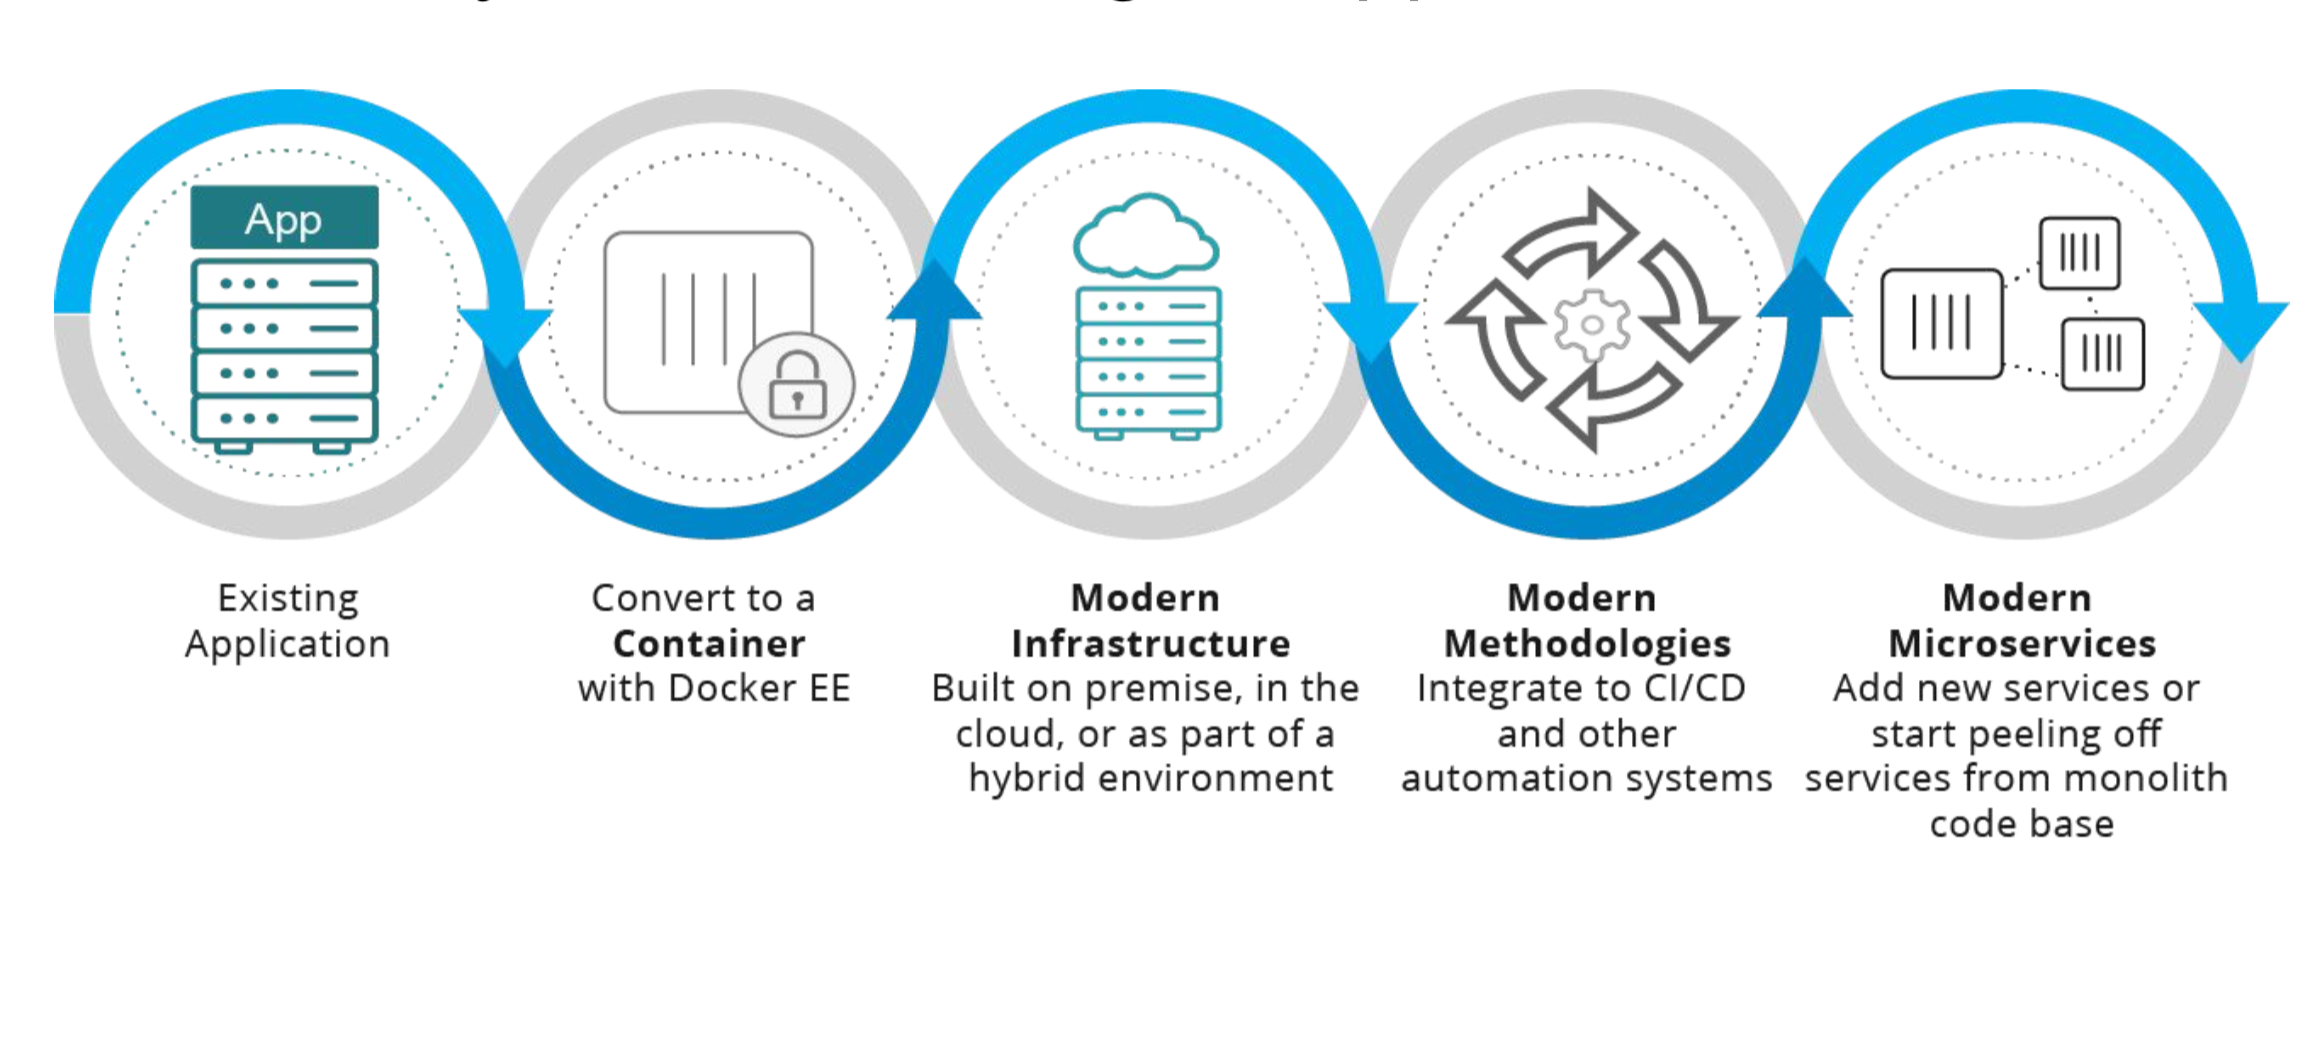 App
Existing
Application
Convert to a
Container
with Docker EE
Modern
Infrastructure
Built on premise, in the
cloud, or as part of a
hybrid environment
Modern
Methodologies
Integrate to CI/CD
and other
automation systems
Modern
Microservices
Add new services or
start peeling off
services from monolith
code base